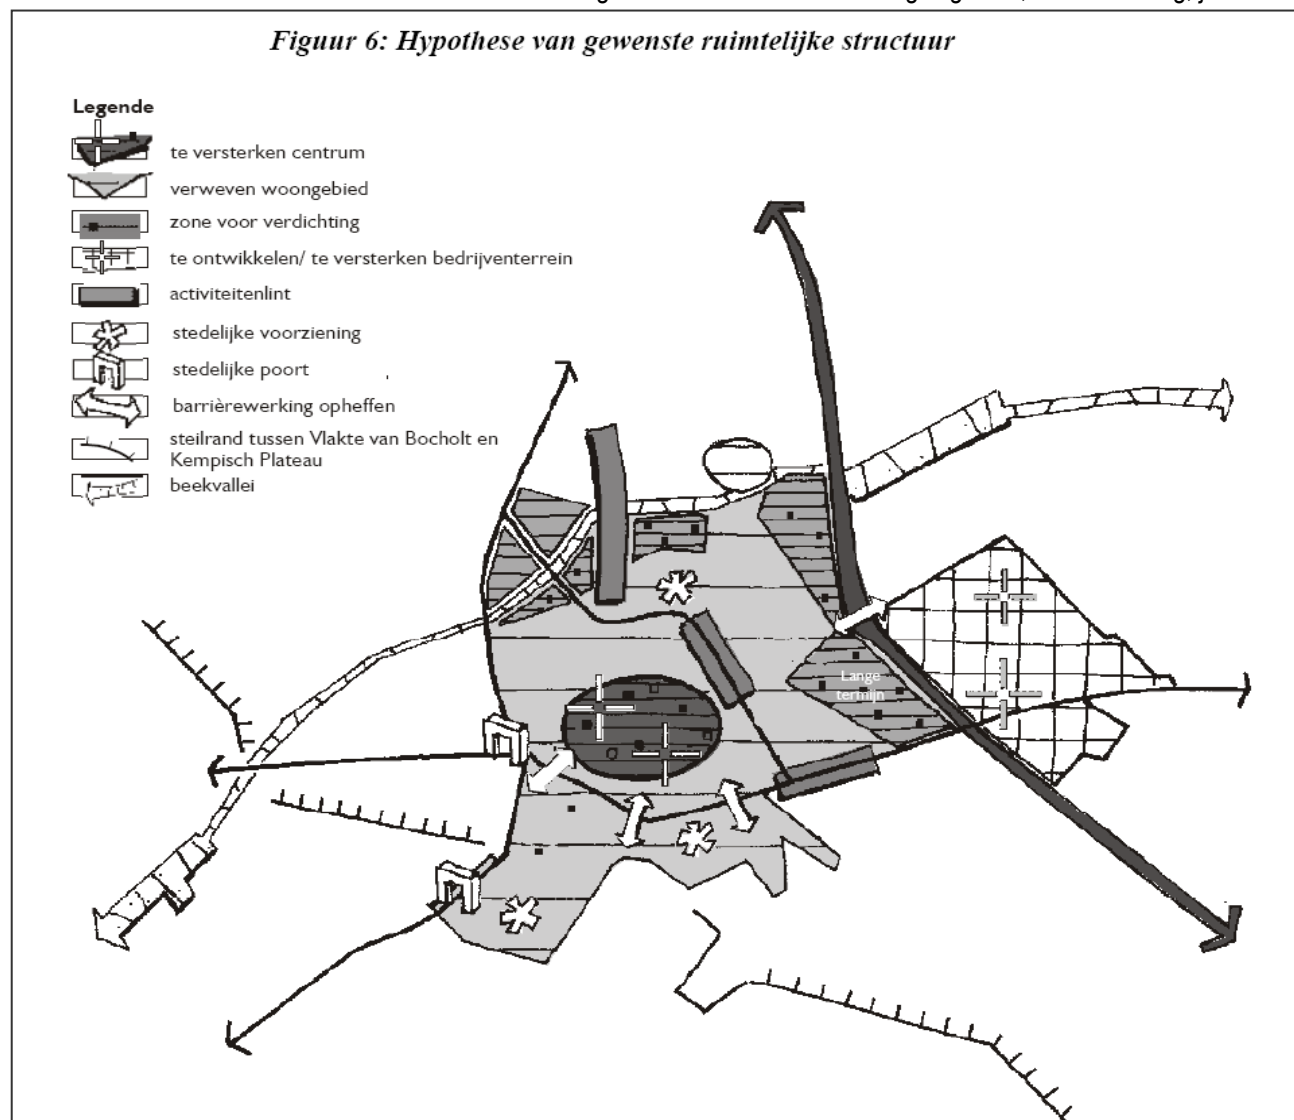 Figuur 6: Hypothese van gewenste ruimtelijke structuur
Legende
te versterken centrum
verweven woongebied
zone voor verdichting
te ontwikkelen/ te versterken bedrijventerrein
activiteitenlint
stedelijke voorziening
stedelijke poort
barrièrewerking opheffen
steilrand tussen Vlakte van Bocholt en
Kempisch Plateau
beekvallei
Lange
termijn